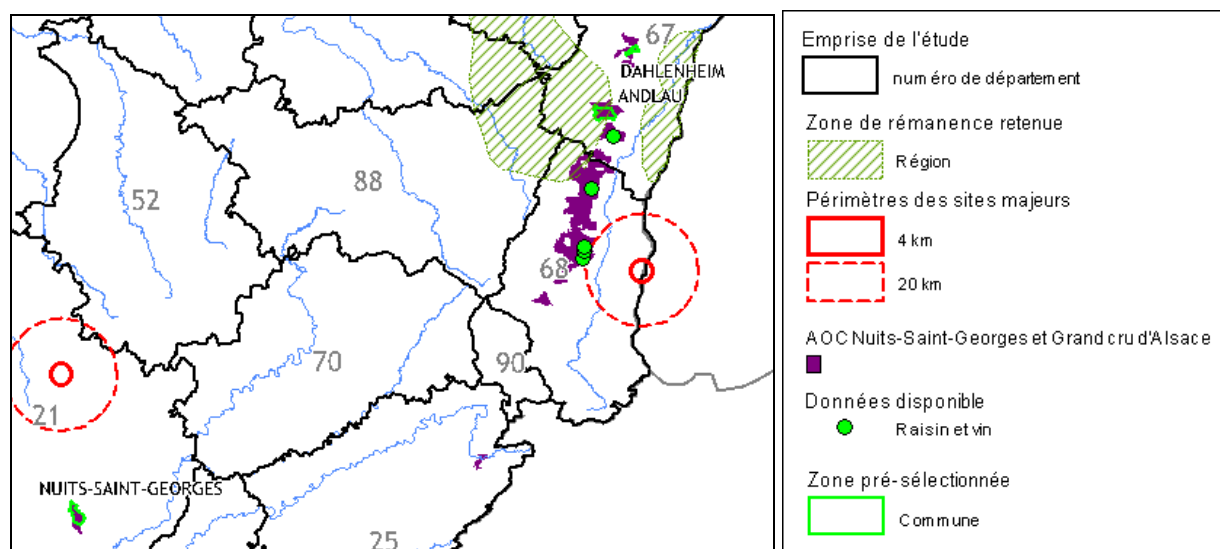 67
DAHLENHEIM
ANDLAU
88
52
68
70
90
21
NUITS-SAINT-GEORGES
25
Emprise de l'étude
numéro de département
Zone de rémanence retenue
Région
Périmètres des sites majeurs
4 km
20 km
AOC Nuits-Saint-Georges et Grand cru d'Alsace
Données disponible
Raisin et vin
Zone pré-sélectionnée
Commune